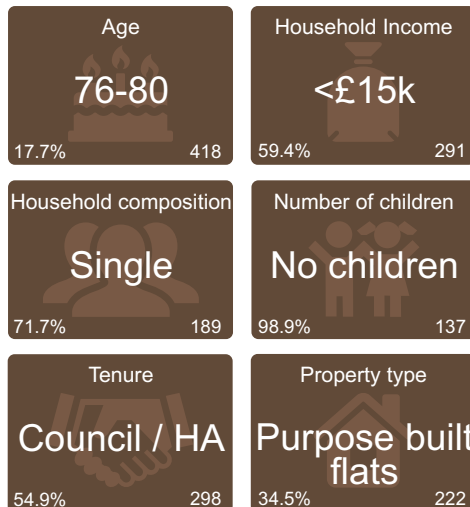 Age
76-80
17.7% 418
Household Income
<£15k
59.4% 291
Household composition
Single
71.7% 189
Number of children
No children
98.9% 137
Tenure
Council / HA
54.9% 298
Property type
Purpose built
flats
34.5% 222